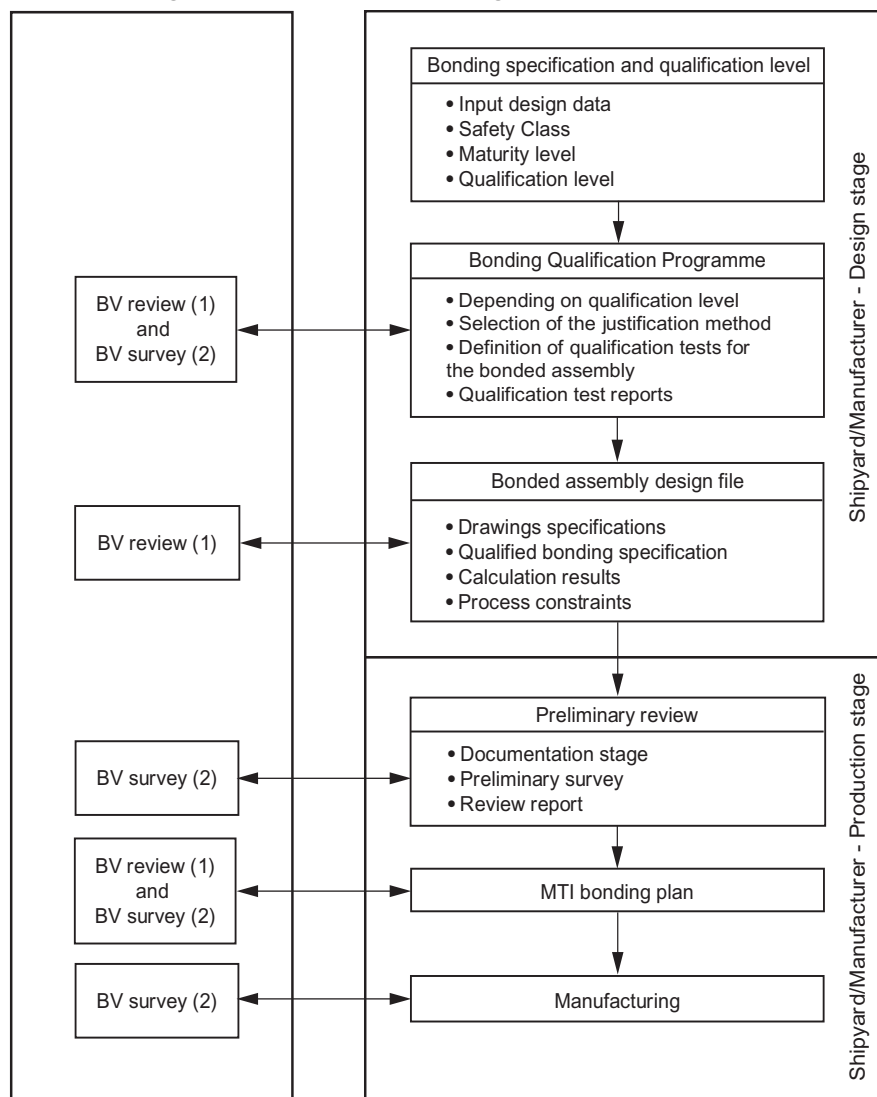 Bonding specification and qualification level
• Input design data
• Safety Class
• Maturity level
• Qualification level
Bonding Qualification Programme
• Depending on qualification level
• Selection of the justification method
• Definition of qualification tests for
the bonded assembly
• Qualification test reports
BV review (1)
and
BV survey (2)
Bonded assembly design file
• Drawings specifications
• Qualified bonding specification
• Calculation results
• Process constraints
BV review (1)
Shipyard/Manufacturer - Design stage
Preliminary review
• Documentation stage
• Preliminary survey
• Review report
BV survey (2)
BV review (1)
and
BV survey (2)
MTI bonding plan
BV survey (2)
Manufacturing
Shipyard/Manufacturer - Production stage